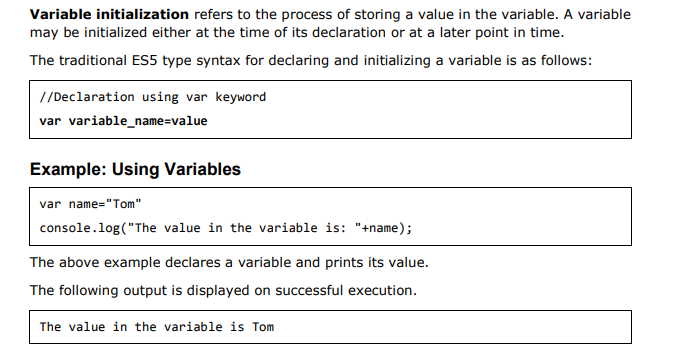 Variable initialization refers to the process of storing a value in the variable. A variable
may be initialized either at the time of its declaration or at a later point in time.
The traditional ES5 type syntax for declaring and initializing a variable is as follows:
//Declaration using var keyword
var variable_name=value
Example: Using Variables
var name="Tom"
console.log("The value in the variable is: "+name);
The above example declares a variable and prints its value.
The following output is displayed on successful execution.
The value in the variable is Tom